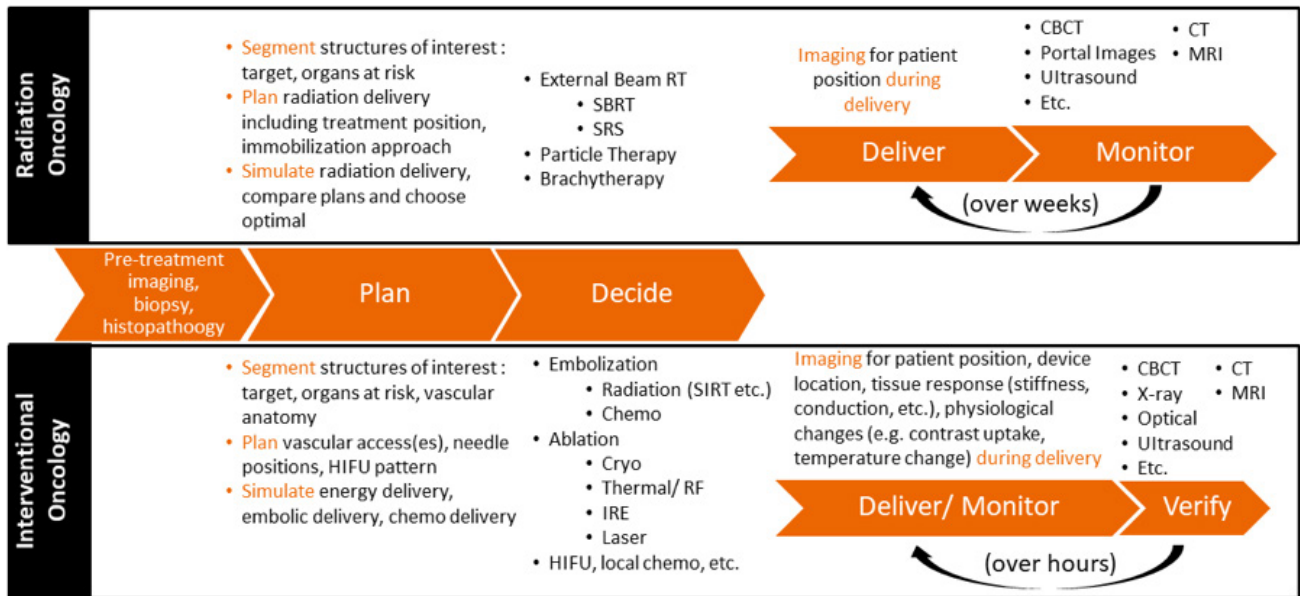 Radiation
Oncology
• Segment structures of interest :
target, organs at risk
• Plan radiation delivery
including treatment position,
immobilization approach
• Simulate radiation delivery,
compare plans and choose
optimal
• External Beam RT
• SBRT
• SRS
• Particle Therapy
• Brachytherapy
Imaging for patient
position during
delivery
• CBCT
• Portal Images
• Ultrasound
• Etc.
• CT
• MRI
Deliver
Monitor
(over weeks)
Pre-treatment
imaging,
biopsy,
histopathoogy
Plan
Decide
Interventional
Oncology
• Segment structures of interest :
target, organs at risk, vascular
anatomy
• Plan vascular access(es), needle
positions, HIFU pattern
• Simulate energy delivery,
embolic delivery, chemo delivery
• Embolization
• Radiation (SIRT etc.)
• Chemo
• Ablation
• Cryo
• Thermal/ RF
• IRE
• Laser
• HIFU, local chemo, etc.
Imaging for patient position, device
location, tissue response (stiffness,
conduction, etc.), physiological
changes (e.g. contrast uptake,
temperature change) during delivery
• CBCT
• X-ray
• Optical
• Ultrasound
• Etc.
• CT
• MRI
Deliver/ Monitor
Verify
(over hours)